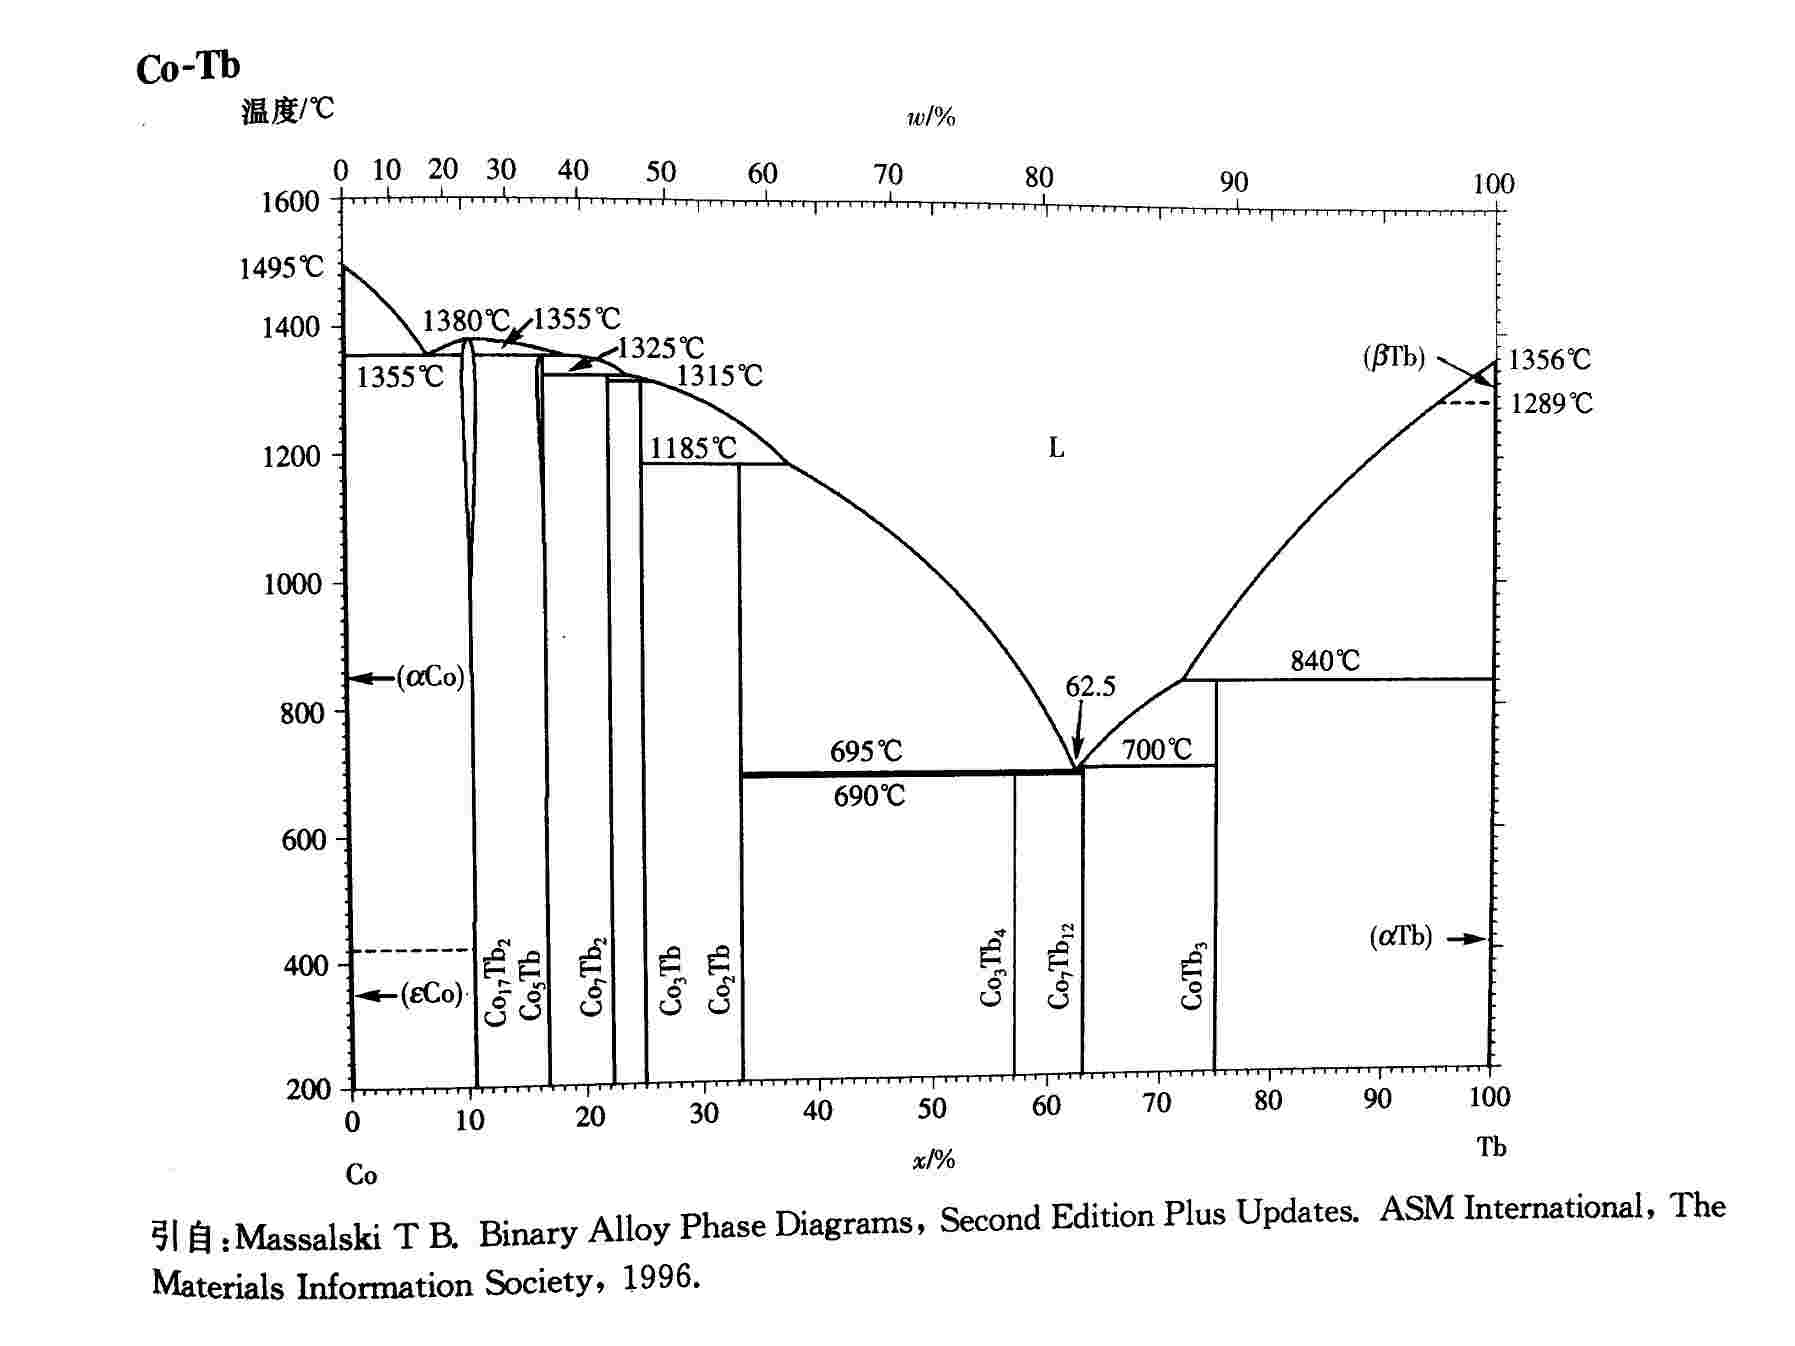 Co-Tb
温度/℃
w/%
0 10 20 30 40 50 60 70 80 90 100
1600
1495℃
1400
1380℃ 1355℃
1325℃
1355℃ 1315℃
(βTb) 1356℃
1289℃
1200
1185℃
L
1000
(αCo)
840℃
62.5
800
695℃ 700℃
690℃
600
(αTb)
400
(εCo)
Co₁₇Tb₂
Co₅Tb
Co₇Tb₂
Co₃Tb
Co₂Tb
Co₃Tb₄
Co₇Tb₁₂
CoTb₃
200
0 10 20 30 40 50 60 70 80 90 100
Co
x/%
Tb
引自:Massalski T B. Binary Alloy Phase Diagrams, Second Edition Plus Updates. ASM International, The
Materials Information Society, 1996.